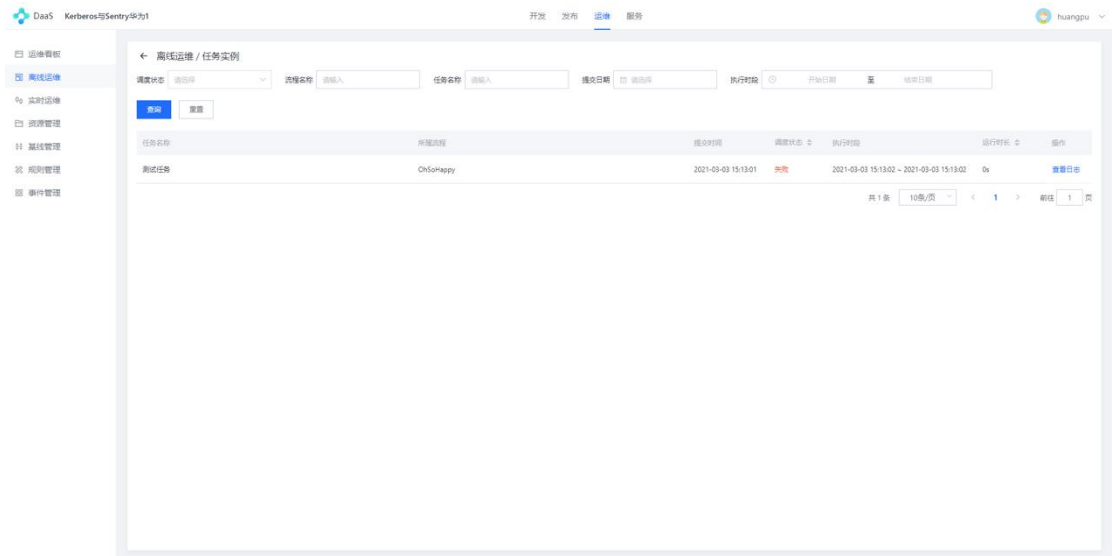 DaaS Kerberos与Sentry华为1 开发 发布 运维 服务 huangpu
运维看板
离线运维
实时运维
资源管理
基线管理
规则管理
事件管理
离线运维 / 任务实例
调度状态 请选择 流程名称 请输入 任务名称 请输入 提交日期 请选择 执行时段 开始日期 至 结束日期
查询 重置
任务名称 所属流程 提交时间 调度状态 执行时段 运行时长 操作
测试任务 OhSoHappy 2021-03-03 15:13:01 失败 2021-03-03 15:13:02 ~ 2021-03-03 15:13:02 0s 查看日志
共 1 条 10条/页 1 前往 1 页